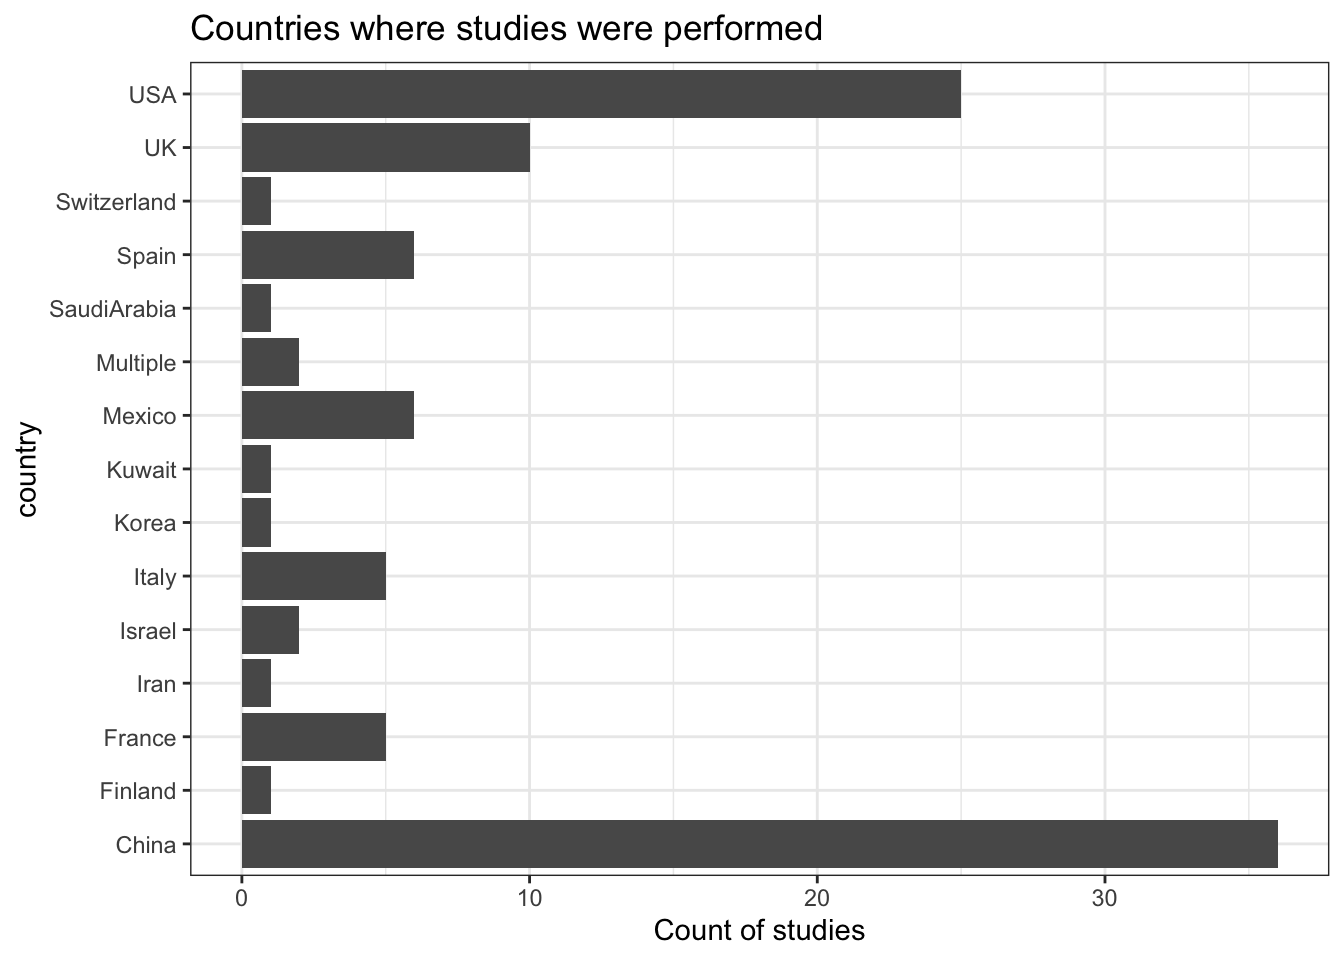 Countries where studies were performed
USA
UK
Switzerland
Spain
SaudiArabia
Multiple
Mexico
Kuwait
Korea
Italy
Israel
Iran
France
Finland
China
country
0 10 20 30
Count of studies